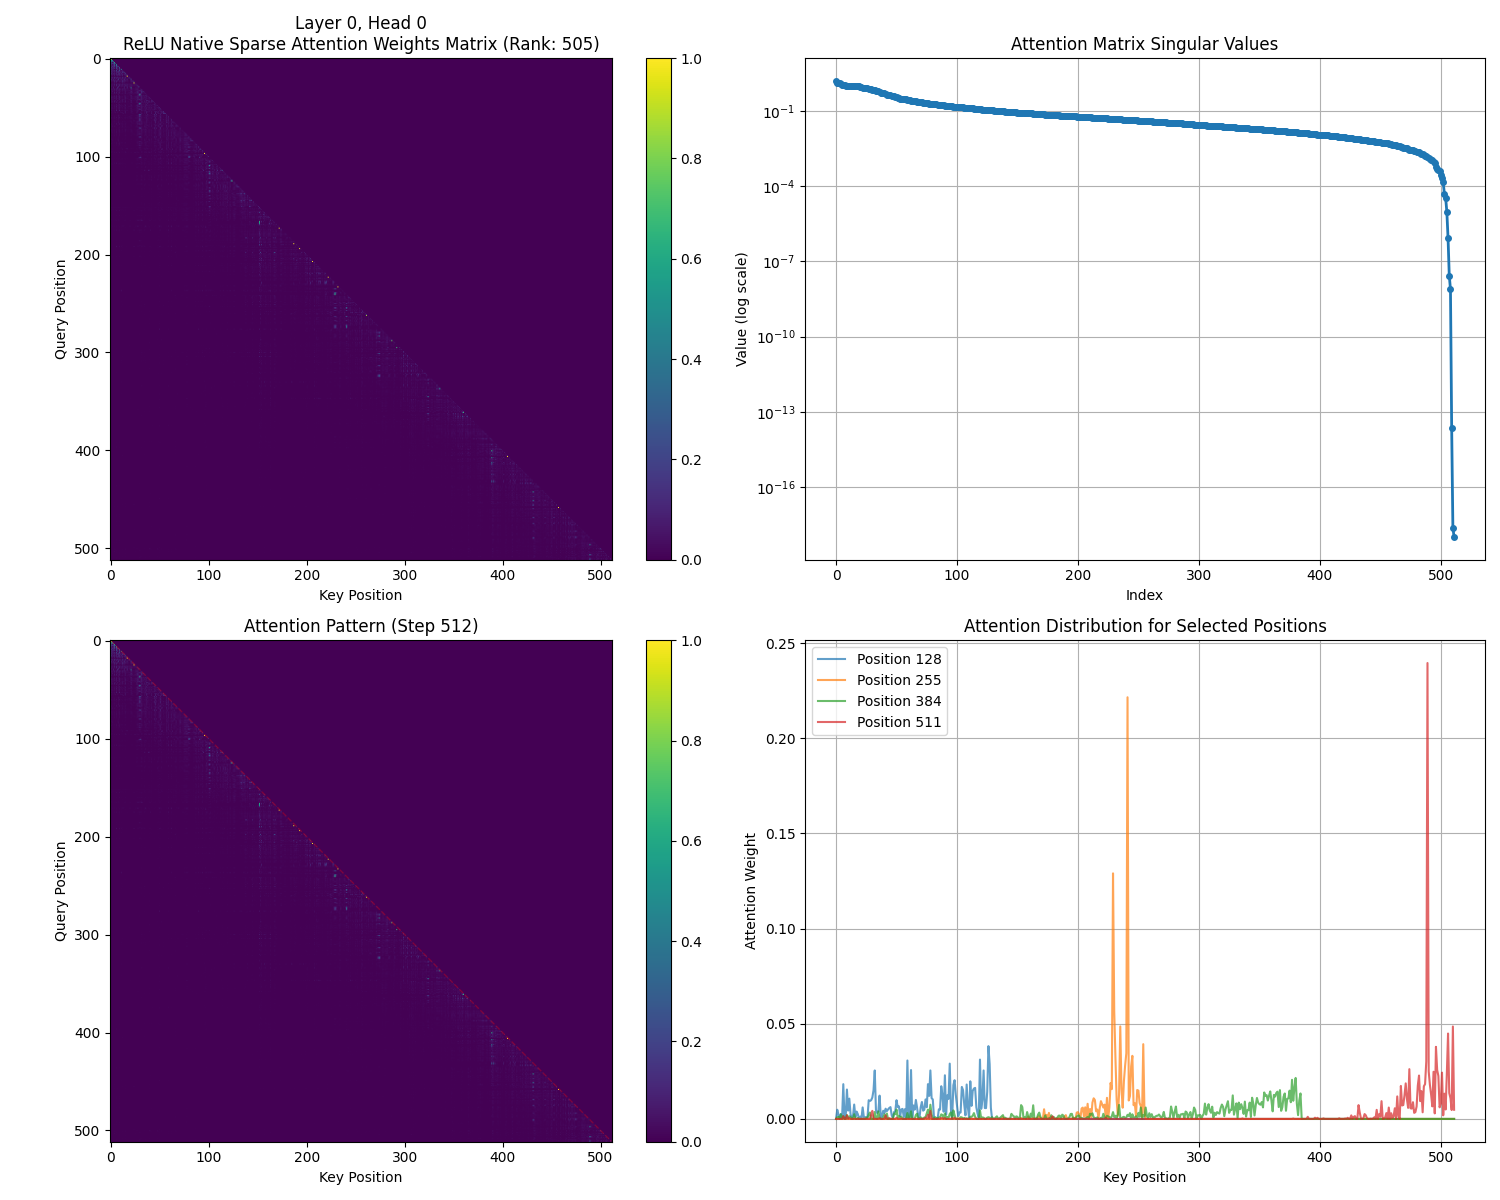 Layer 0, Head 0
ReLU Native Sparse Attention Weights Matrix (Rank: 505)
0
100
200
300
400
500
Query Position
0 100 200 300 400 500
Key Position
1.0
0.8
0.6
0.4
0.2
0.0
Attention Matrix Singular Values
10⁻¹
10⁻⁴
10⁻⁷
10⁻¹⁰
10⁻¹³
10⁻¹⁶
Value (log scale)
0 100 200 300 400 500
Index
Attention Pattern (Step 512)
0
100
200
300
400
500
Query Position
0 100 200 300 400 500
Key Position
1.0
0.8
0.6
0.4
0.2
0.0
Attention Distribution for Selected Positions
Position 128
Position 255
Position 384
Position 511
0.25
0.20
0.15
0.10
0.05
0.00
Attention Weight
0 100 200 300 400 500
Key Position